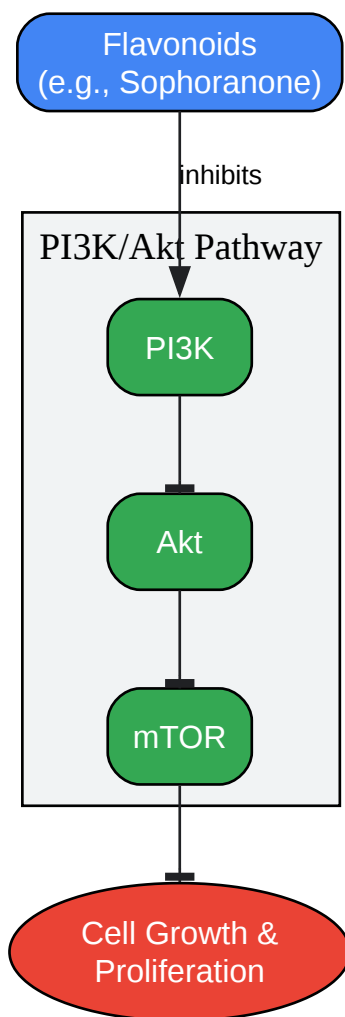 Flavonoids
(e.g., Sophoranone)
inhibits
PI3K/Akt Pathway
PI3K
Akt
mTOR
Cell Growth &
Proliferation